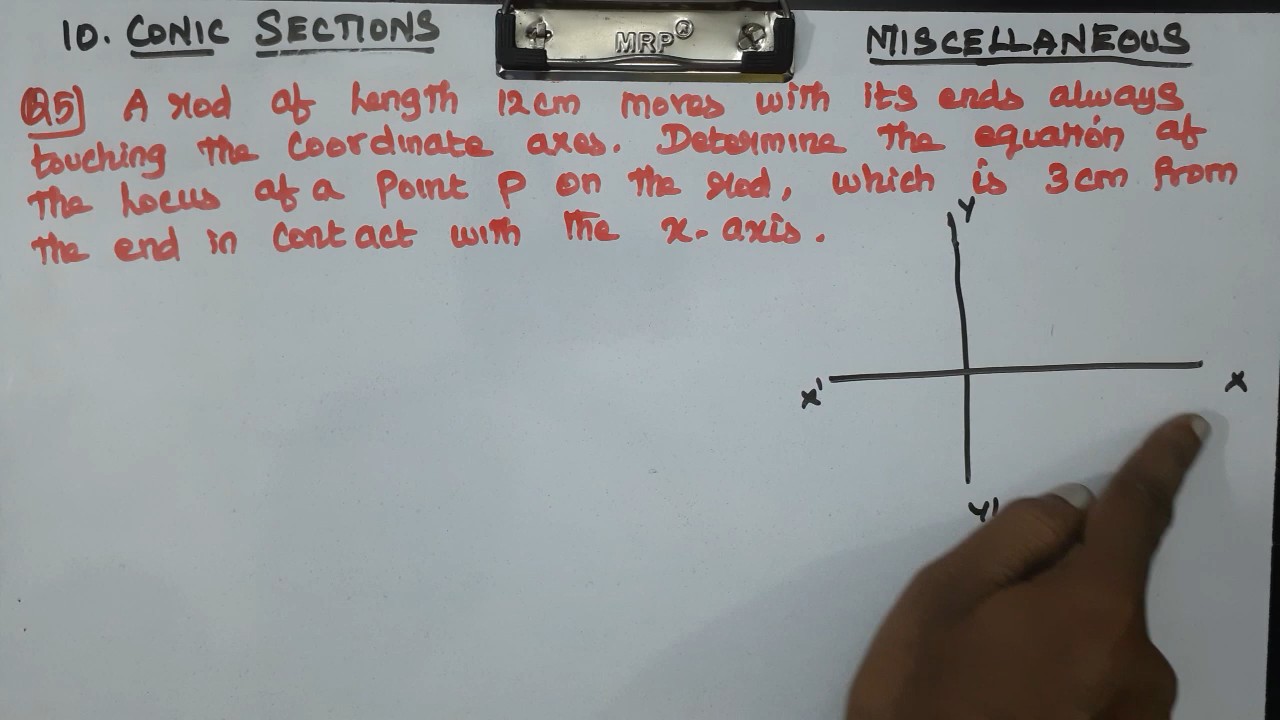 10. CONIC SECTIONS
MRP®
MISCELLANEOUS
Q5] A rod of length 12cm moves with its ends always
touching the coordinate axes. Determine the equation of
the locus of a point P on the rod, which is 3cm from
the end in contact with the x-axis.
Y
X'
X
Y'